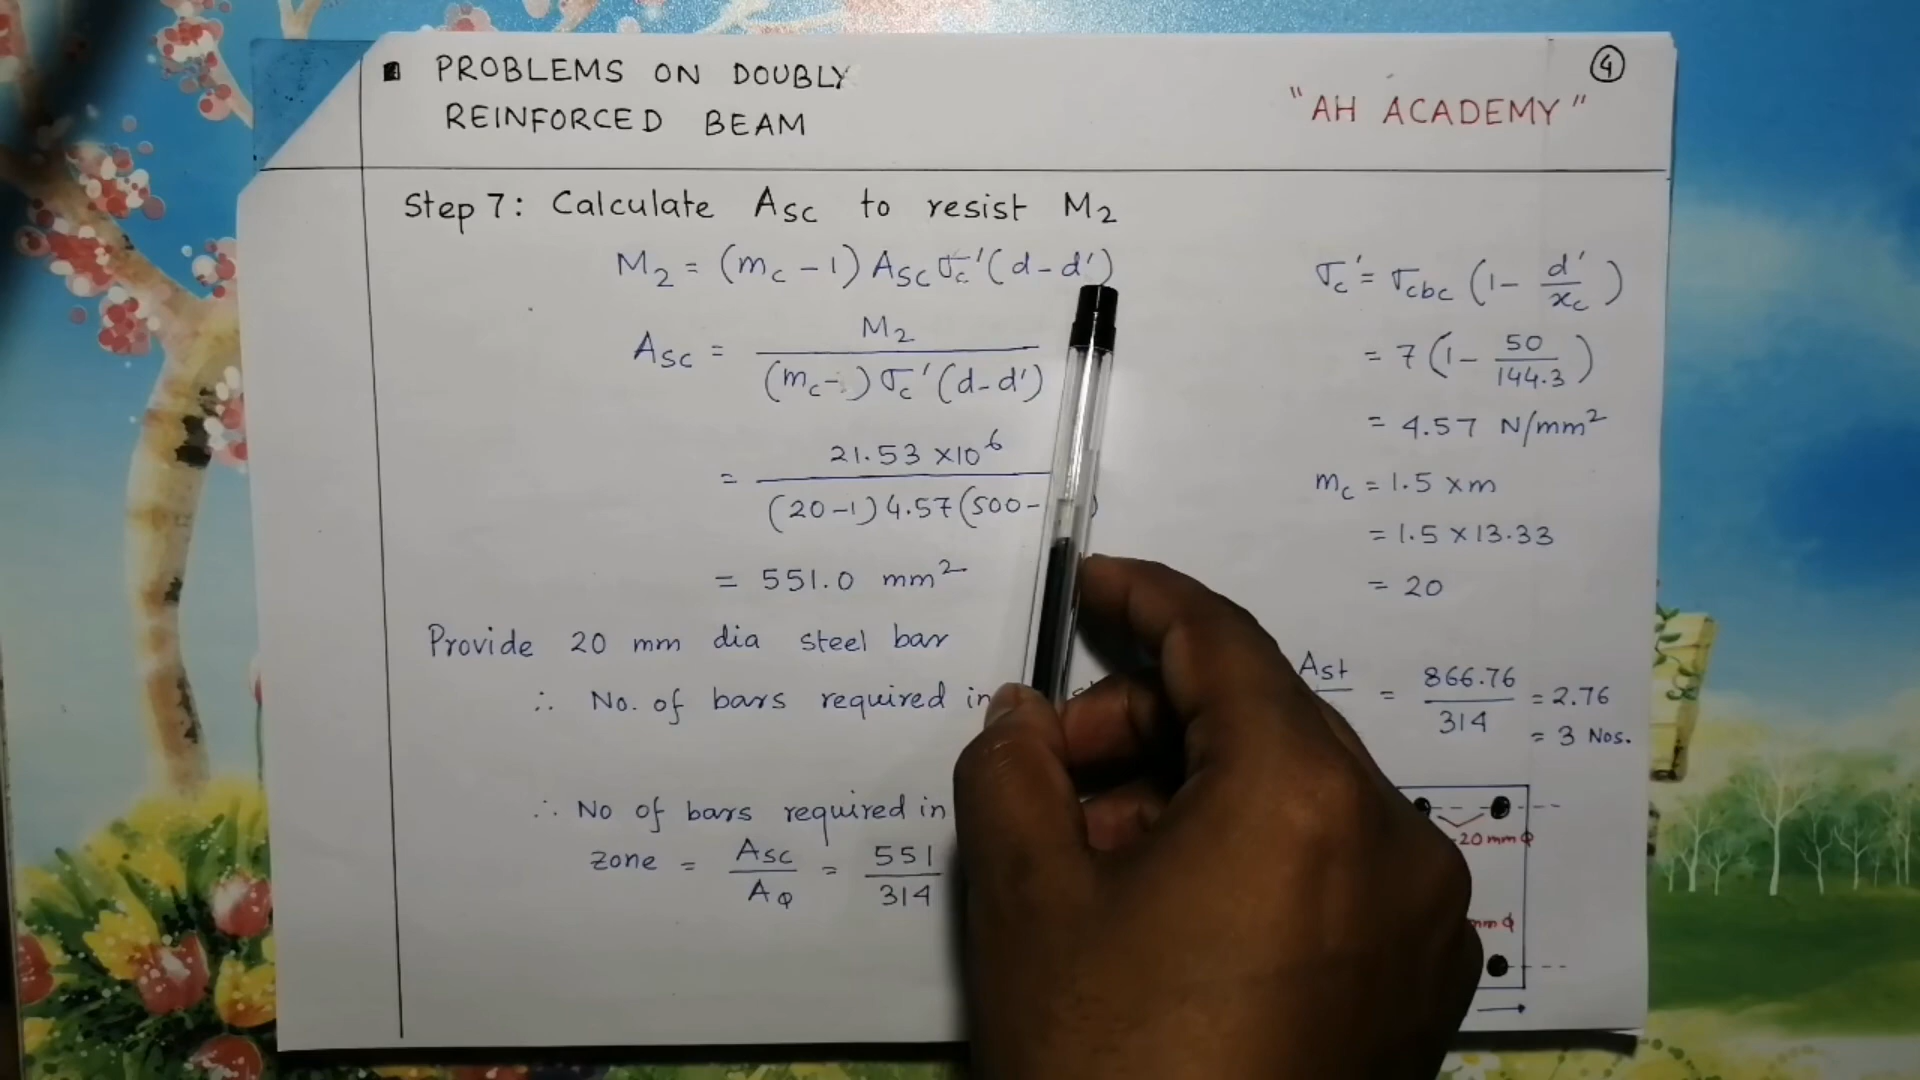 PROBLEMS ON DOUBLY
REINFORCED BEAM
"AH ACADEMY"
4
Step 7: Calculate Asc to resist M2
M2 = (mc - 1) Asc σc' (d - d')
Asc = M2 / (mc - ) σc' (d - d')
= 21.53 ×10^6 / (20-1) 4.57 (500-
= 551.0 mm²
σc' = σcbc (1 - d'/xc)
= 7 (1 - 50/144.3)
= 4.57 N/mm²
mc = 1.5 × m
= 1.5 × 13.33
= 20
Provide 20 mm dia steel bar
∴ No. of bars required in
Ast = 866.76/314 = 2.76
= 3 Nos.
∴ No of bars required in
zone = Asc/AΦ = 551/314
20 mm Φ
mm Φ